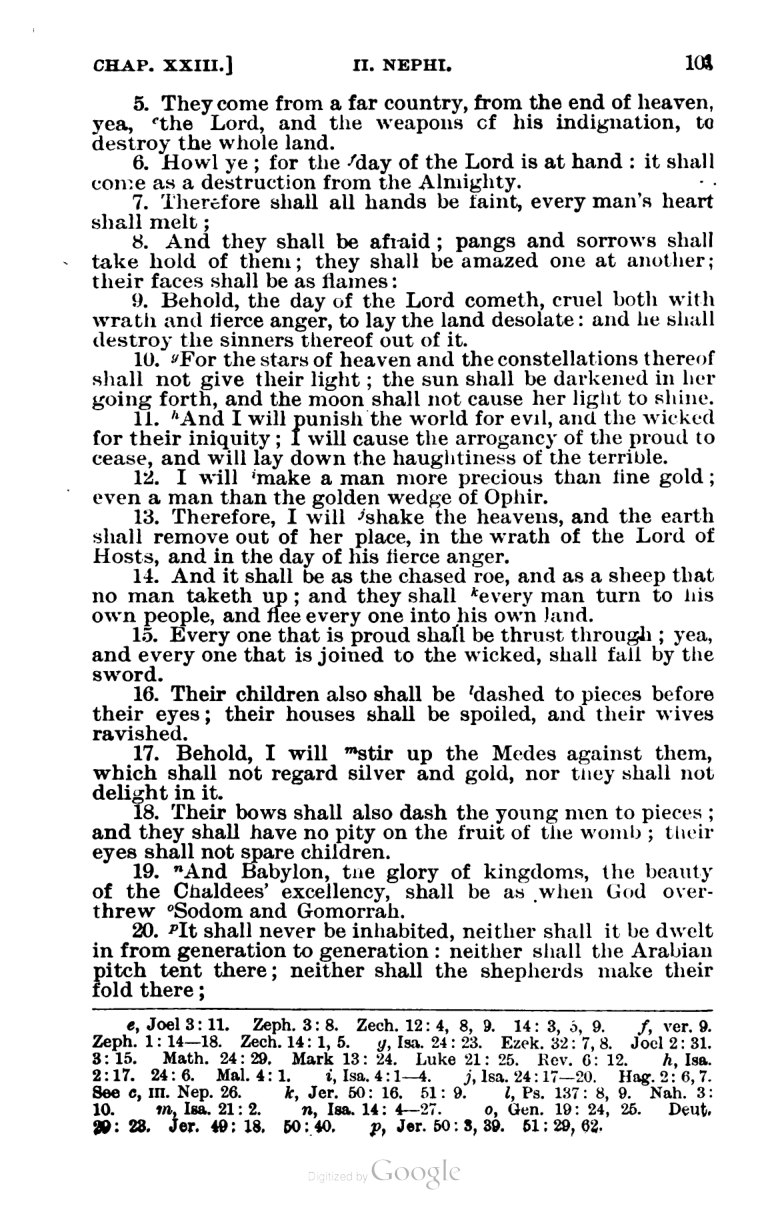 CHAP. XXIII.] II. NEPHI. 101
5. They come from a far country, from the end of heaven,
yea, ᵉthe Lord, and the weapons of his indignation, to
destroy the whole land.
6. Howl ye; for the ᶠday of the Lord is at hand: it shall
come as a destruction from the Almighty.
7. Therefore shall all hands be faint, every man's heart
shall melt;
8. And they shall be afraid; pangs and sorrows shall
take hold of them; they shall be amazed one at another;
their faces shall be as flames:
9. Behold, the day of the Lord cometh, cruel both with
wrath and fierce anger, to lay the land desolate: and he shall
destroy the sinners thereof out of it.
10. ᵍFor the stars of heaven and the constellations thereof
shall not give their light; the sun shall be darkened in her
going forth, and the moon shall not cause her light to shine.
11. ʰAnd I will punish the world for evil, and the wicked
for their iniquity; I will cause the arrogancy of the proud to
cease, and will lay down the haughtiness of the terrible.
12. I will ⁱmake a man more precious than fine gold;
even a man than the golden wedge of Ophir.
13. Therefore, I will ʲshake the heavens, and the earth
shall remove out of her place, in the wrath of the Lord of
Hosts, and in the day of his fierce anger.
14. And it shall be as the chased roe, and as a sheep that
no man taketh up; and they shall ᵏevery man turn to his
own people, and flee every one into his own land.
15. Every one that is proud shall be thrust through; yea,
and every one that is joined to the wicked, shall fall by the
sword.
16. Their children also shall be ˡdashed to pieces before
their eyes; their houses shall be spoiled, and their wives
ravished.
17. Behold, I will ᵐstir up the Medes against them,
which shall not regard silver and gold, nor they shall not
delight in it.
18. Their bows shall also dash the young men to pieces;
and they shall have no pity on the fruit of the womb; their
eyes shall not spare children.
19. ⁿAnd Babylon, the glory of kingdoms, the beauty
of the Chaldees' excellency, shall be as when God over-
threw ᵒSodom and Gomorrah.
20. ᵖIt shall never be inhabited, neither shall it be dwelt
in from generation to generation: neither shall the Arabian
pitch tent there; neither shall the shepherds make their
fold there;
e, Joel 3: 11. Zeph. 3: 8. Zech. 12: 4, 8, 9. 14: 3, 5, 9. f, ver. 9.
Zeph. 1: 14—18. Zech. 14: 1, 5. g, Isa. 24: 23. Ezek. 32: 7, 8. Joel 2: 31.
3: 15. Math. 24: 29. Mark 13: 24. Luke 21: 25. Rev. 6: 12. h, Isa.
2: 17. 24: 6. Mal. 4: 1. i, Isa. 4: 1—4. j, Isa. 24: 17—20. Hag. 2: 6, 7.
See c, III. Nep. 26. k, Jer. 50: 16. 51: 9. l, Ps. 137: 8, 9. Nah. 3:
10. m, Isa. 21: 2. n, Isa. 14: 4—27. o, Gen. 19: 24, 25. Deut.
29: 23. Jer. 49: 18. 50: 40. p, Jer. 50: 3, 39. 51: 29, 62.
Digitized by Google